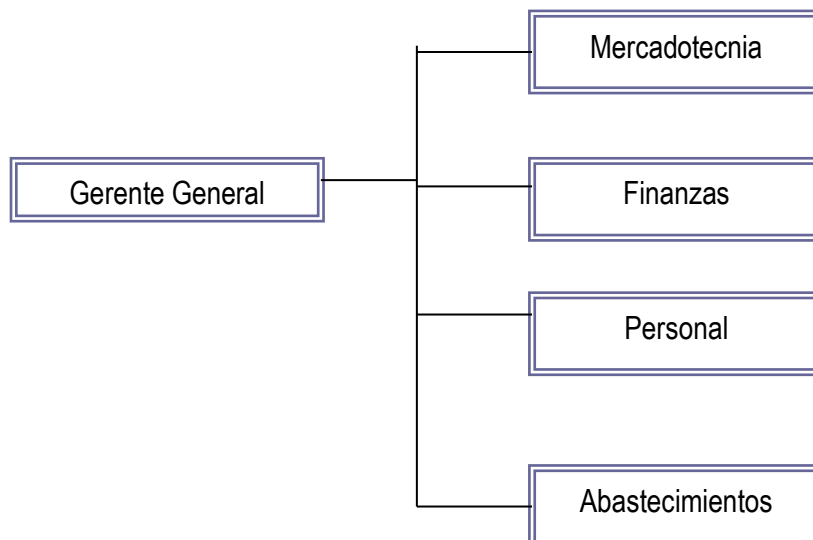 Mercadotecnia
Gerente General
Finanzas
Personal
Abastecimientos